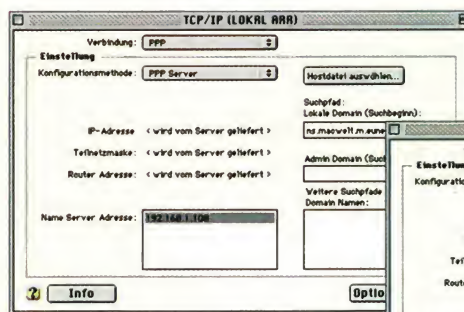 TCP/IP (LOKAL ARA)
Verbindung: PPP
Einstellung
Konfigurationsmethode: PPP Server
Hostdatei auswählen...
Suchpfad:
Lokale Domain (Suchbeginn):
IP-Adresse < wird vom Server geliefert >
ns.macwelt.m.eune
Teilnetzmaske: < wird vom Server geliefert >
Admin Domain (Such
Router Adresse: < wird vom Server geliefert >
Weitere Suchpfade
Domain Namen:
Name Server Adresse: 192.168.1.108
Info
Optio
Einstellun
Konfiguratio
Tei
Route